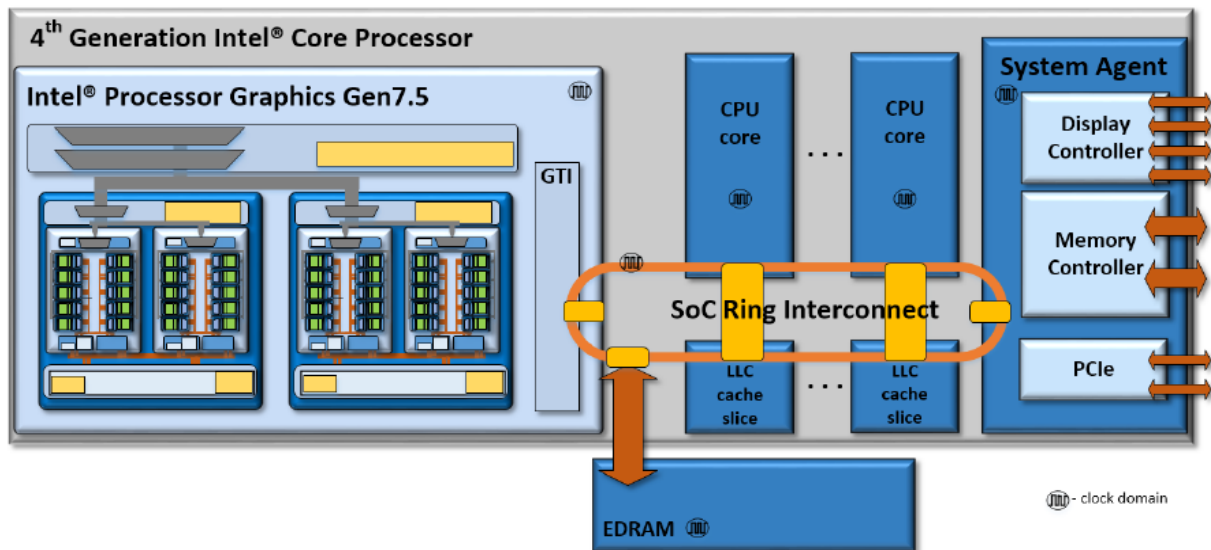 4th Generation Intel® Core Processor
Intel® Processor Graphics Gen7.5
GTI
CPU
core
...
CPU
core
System Agent
Display
Controller
Memory
Controller
PCIe
SoC Ring Interconnect
LLC
cache
slice
...
LLC
cache
slice
EDRAM
- clock domain